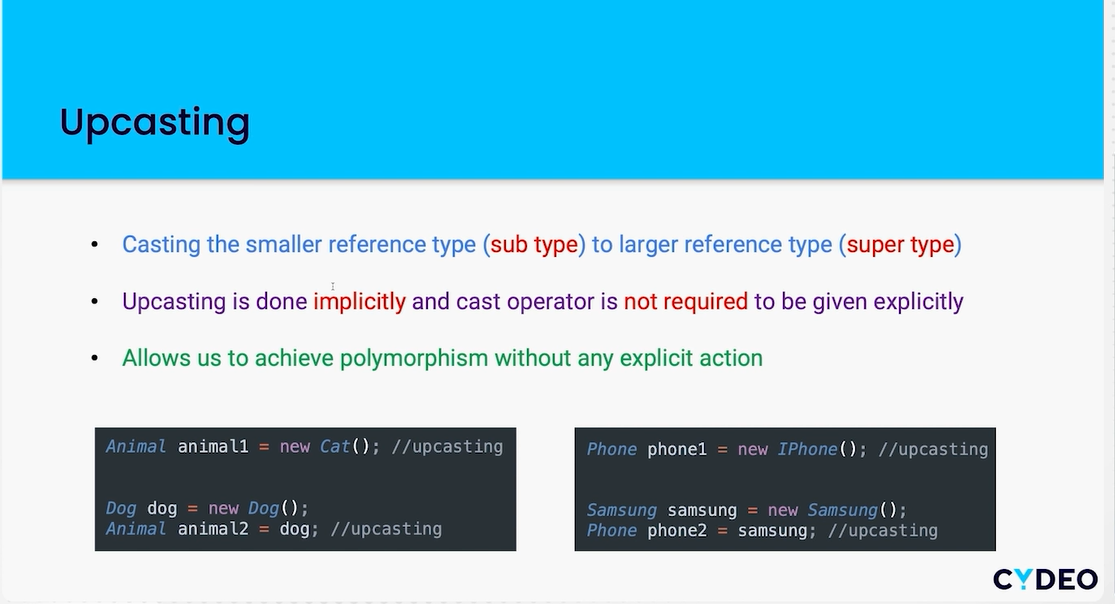 Upcasting
• Casting the smaller reference type (sub type) to larger reference type (super type)
• Upcasting is done implicitly and cast operator is not required to be given explicitly
• Allows us to achieve polymorphism without any explicit action
Animal animal1 = new Cat(); //upcasting
Dog dog = new Dog();
Animal animal2 = dog; //upcasting
Phone phone1 = new IPhone(); //upcasting
Samsung samsung = new Samsung();
Phone phone2 = samsung; //upcasting
CYDEO